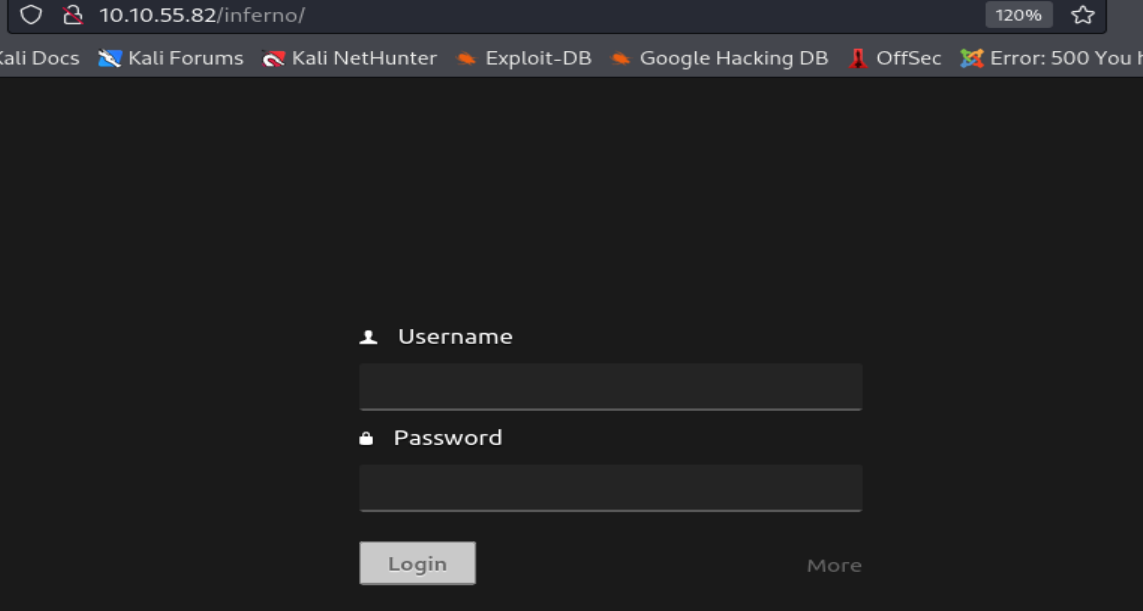 10.10.55.82/inferno/ 120%
Kali Docs Kali Forums Kali NetHunter Exploit-DB Google Hacking DB OffSec Error: 500 You h
Username
Password
Login More